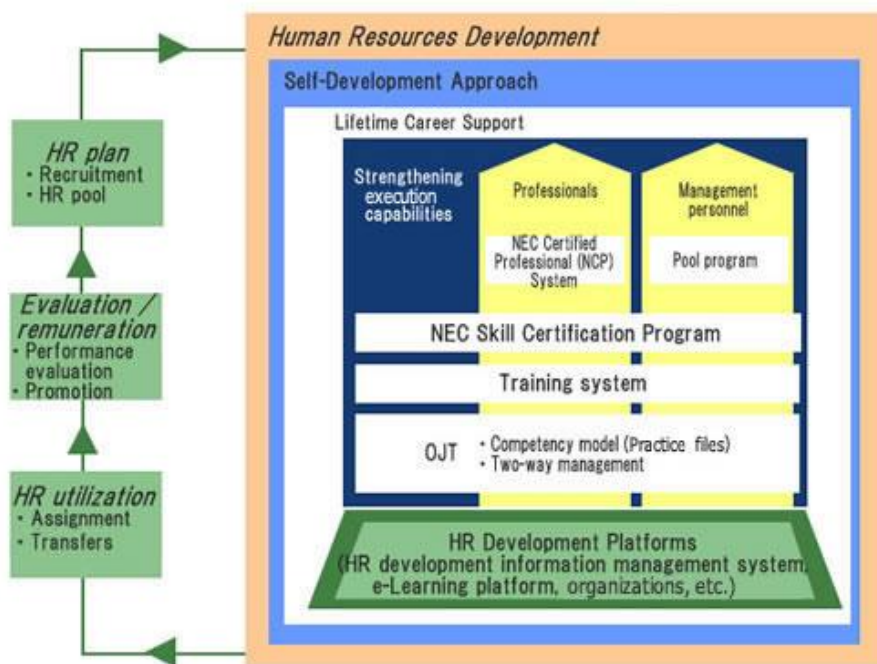 Human Resources Development
Self-Development Approach
Lifetime Career Support
HR plan
・Recruitment
・HR pool
Evaluation /
remuneration
・Performance
evaluation
・Promotion
HR utilization
・Assignment
・Transfers
Strengthening
execution
capabilities
Professionals
NEC Certified
Professional (NCP)
System
Management
personnel
Pool program
NEC Skill Certification Program
Training system
OJT
・Competency model (Practice files)
・Two-way management
HR Development Platforms
(HR development information management system,
e-Learning platform, organizations, etc.)